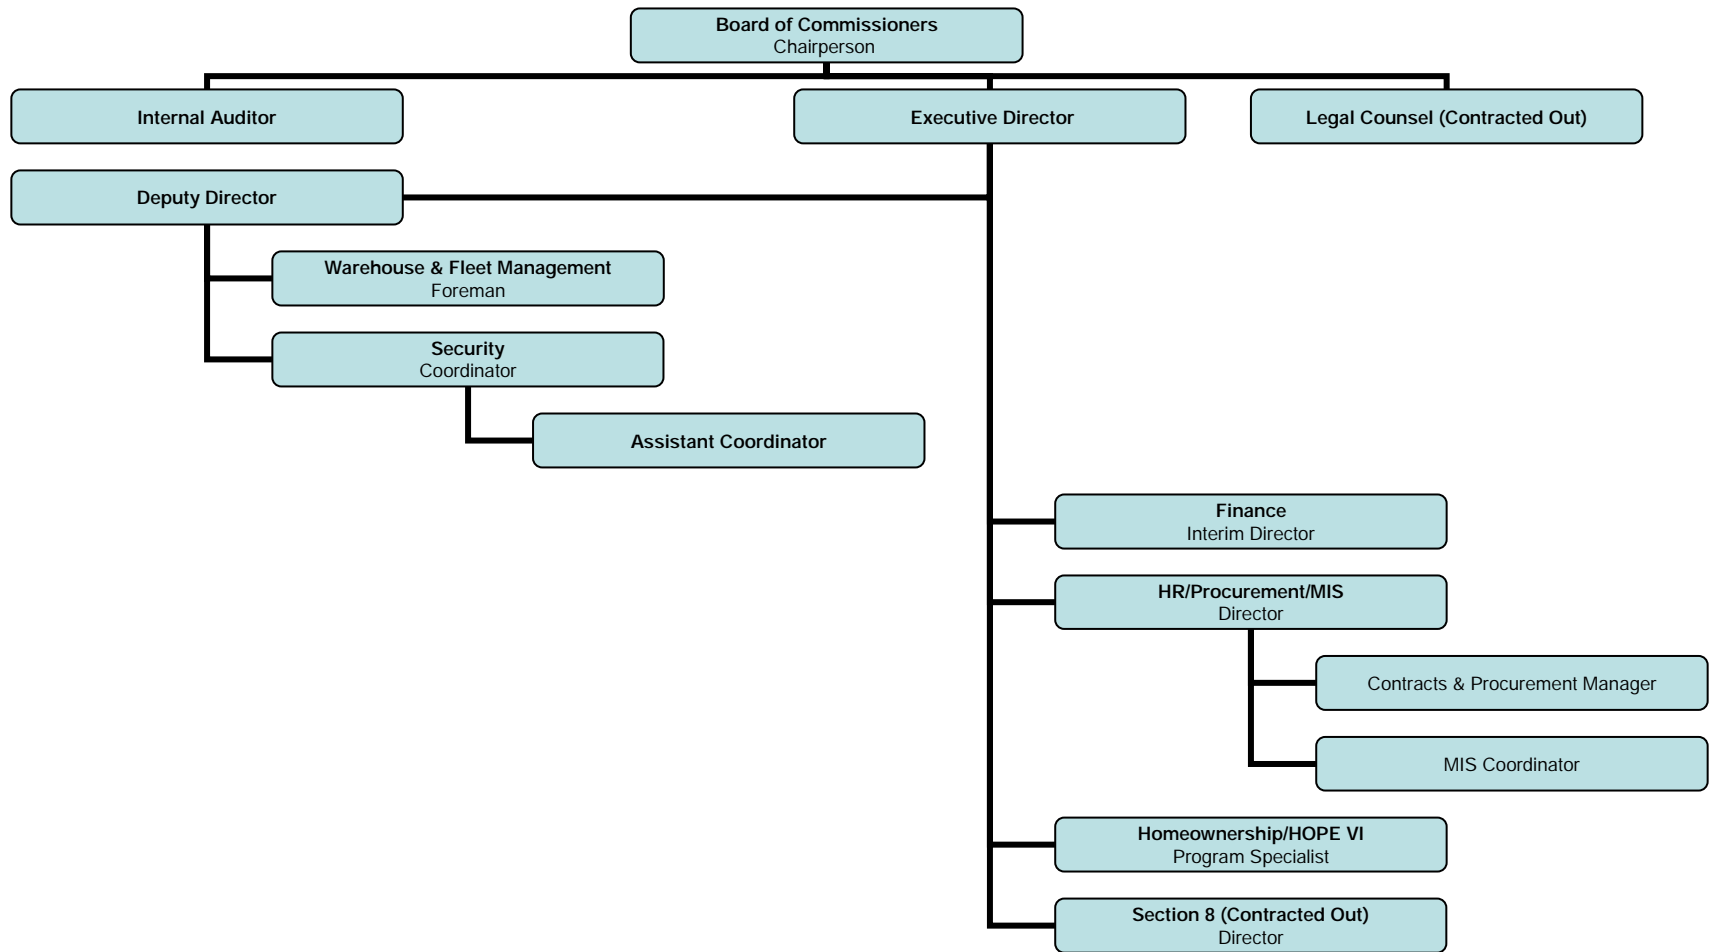 Board of Commissioners
Chairperson
Internal Auditor
Executive Director
Legal Counsel (Contracted Out)
Deputy Director
Warehouse & Fleet Management
Foreman
Security
Coordinator
Assistant Coordinator
Finance
Interim Director
HR/Procurement/MIS
Director
Contracts & Procurement Manager
MIS Coordinator
Homeownership/HOPE VI
Program Specialist
Section 8 (Contracted Out)
Director